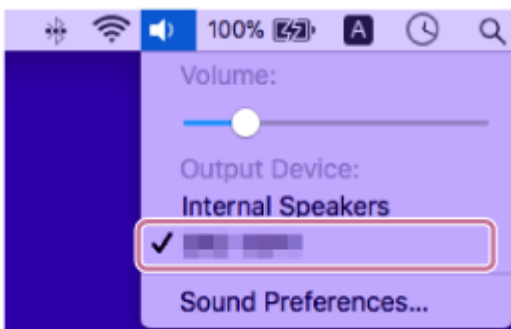 100% A
Volume:
Output Device:
Internal Speakers
Sound Preferences...